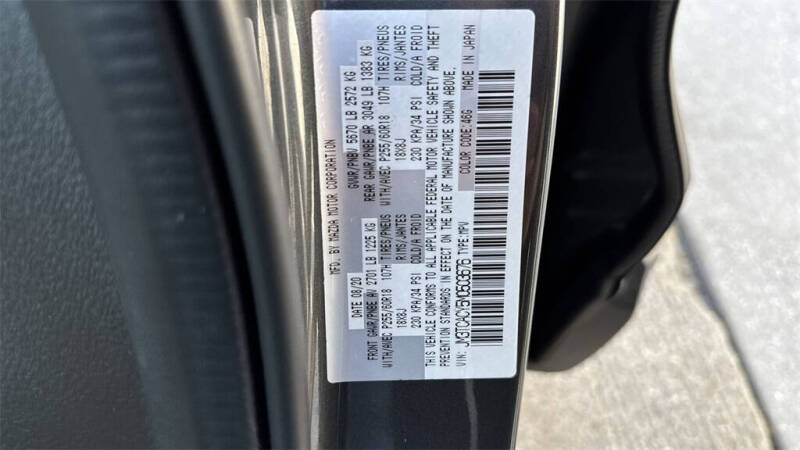 MFD. BY MAZDA MOTOR CORPORATION
DATE 08/20 GVWR/PNBV 5670 LB 2572 KG
FRONT GAWR/PNBE AV 2701 LB 1225 KG REAR GAWR/PNBE AR 3049 LB 1383 KG
WITH/AVEC P255/60R18 107H TIRES/PNEUS WITH/AVEC P255/60R18 107H TIRES/PNEUS
18X8J RIMS/JANTES 18X8J RIMS/JANTES
230 KPA/34 PSI COLD/A FROID 230 KPA/34 PSI COLD/A FROID
THIS VEHICLE CONFORMS TO ALL APPLICABLE FEDERAL MOTOR VEHICLE SAFETY AND THEFT
PREVENTION STANDARDS IN EFFECT ON THE DATE OF MANUFACTURE SHOWN ABOVE.
VIN: JM3TCACY5M0503676 TYPE:MPV COLOR CODE:46G MADE IN JAPAN